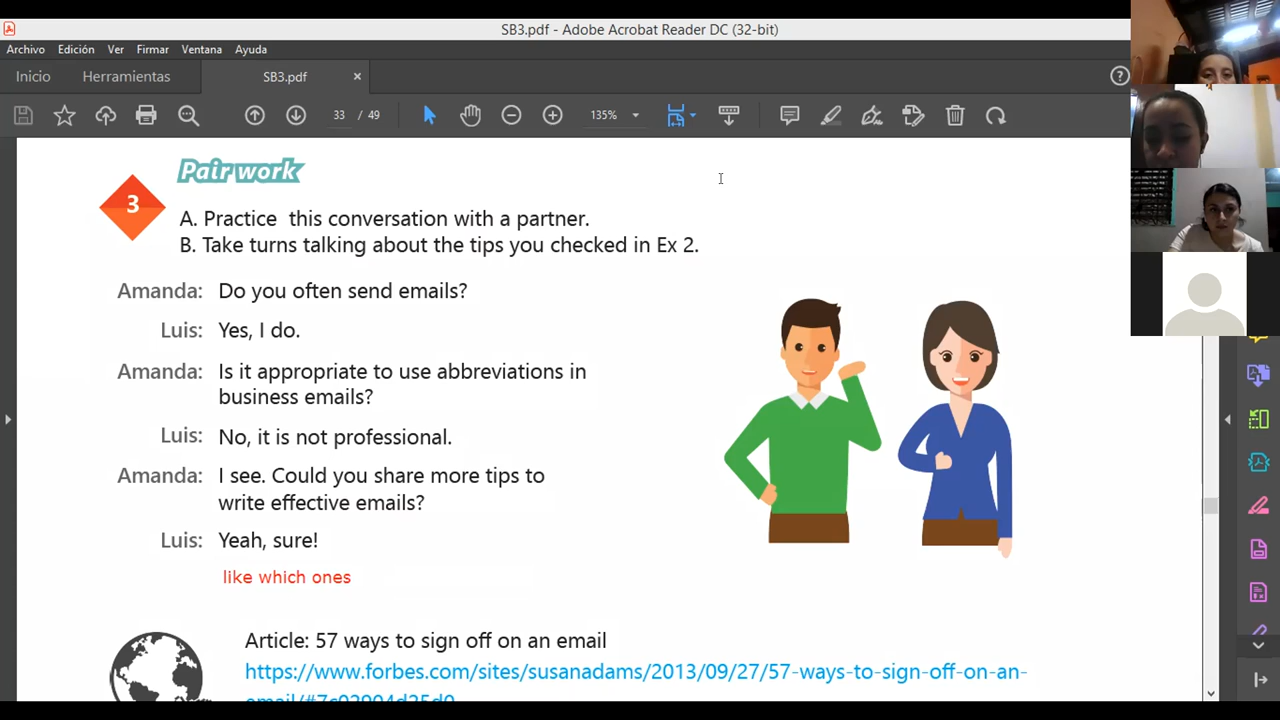 SB3.pdf - Adobe Acrobat Reader DC (32-bit)
Archivo Edición Ver Firmar Ventana Ayuda
Inicio Herramientas SB3.pdf ×
33 / 49 135%
Pair work
3
A. Practice this conversation with a partner.
B. Take turns talking about the tips you checked in Ex 2.
Amanda: Do you often send emails?
Luis: Yes, I do.
Amanda: Is it appropriate to use abbreviations in
business emails?
Luis: No, it is not professional.
Amanda: I see. Could you share more tips to
write effective emails?
Luis: Yeah, sure!
like which ones
Article: 57 ways to sign off on an email
https://www.forbes.com/sites/susanadams/2013/09/27/57-ways-to-sign-off-on-an-